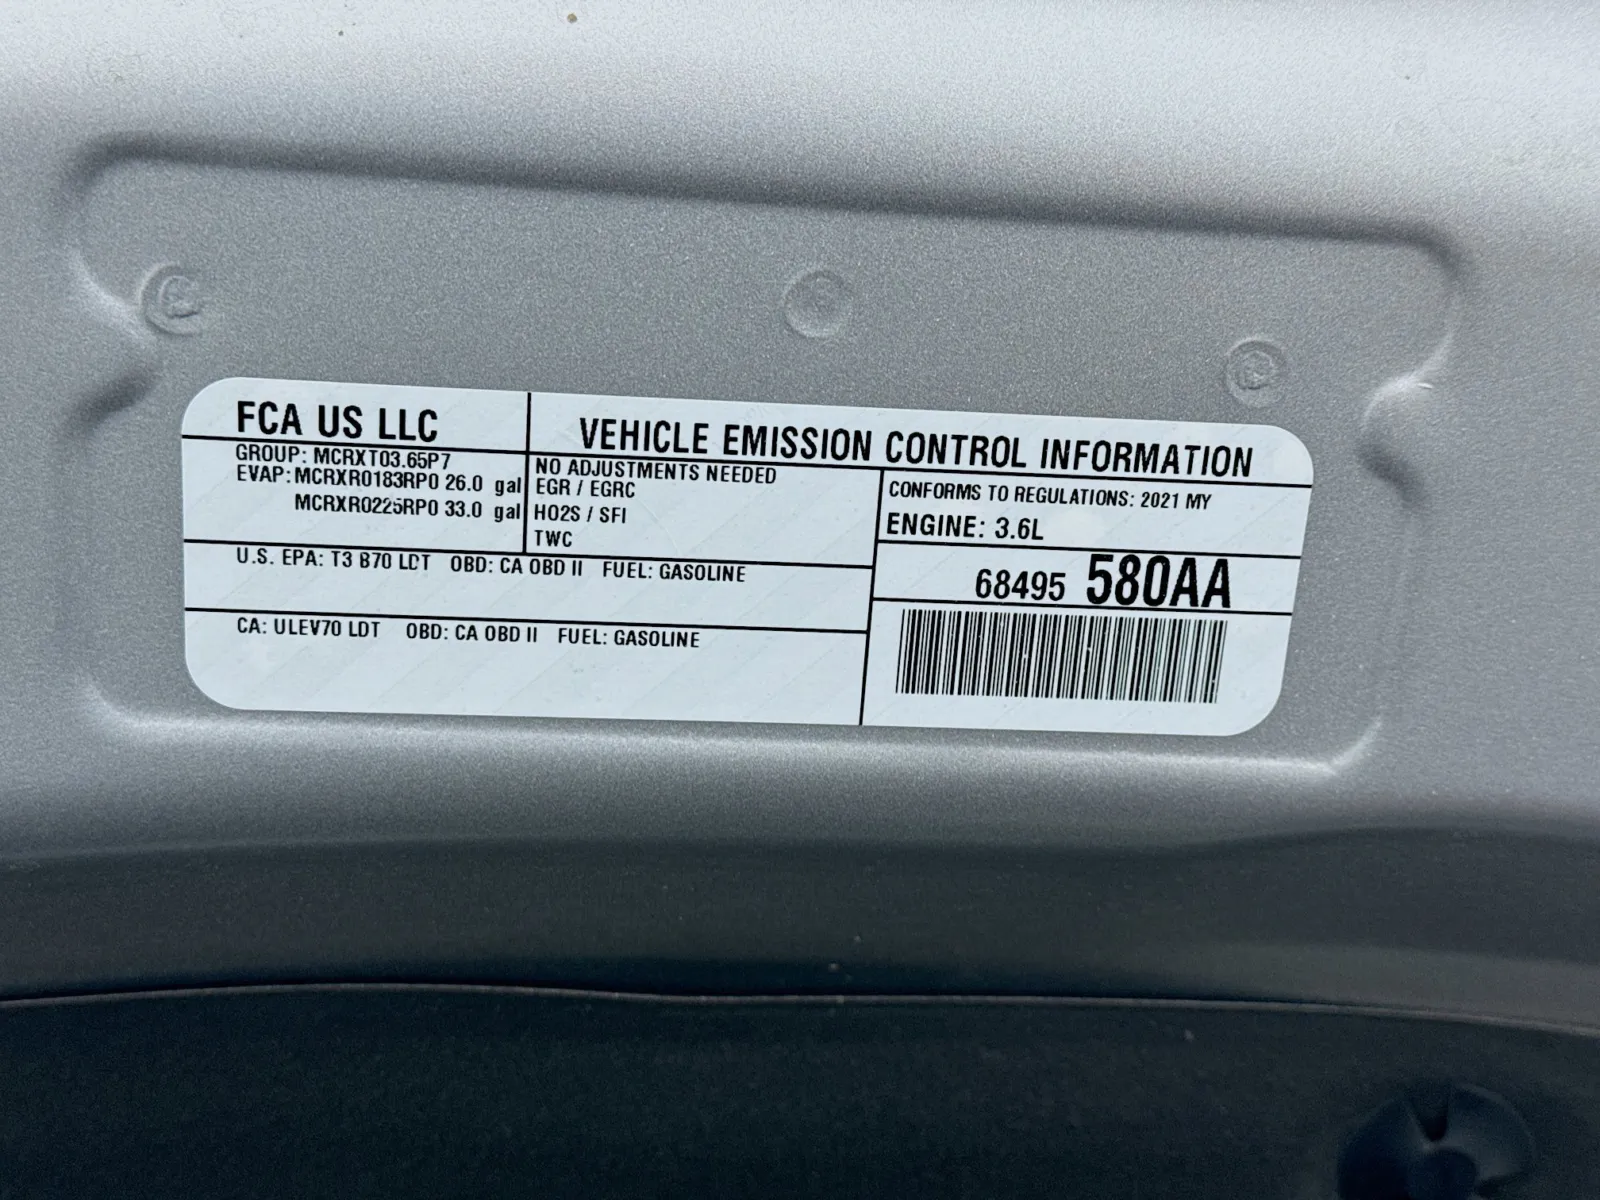 FCA US LLC
VEHICLE EMISSION CONTROL INFORMATION
GROUP: MCRXT03.65P7
EVAP: MCRXR0183RP0 26.0 gal
MCRXR0225RP0 33.0 gal
NO ADJUSTMENTS NEEDED
EGR / EGRC
HO2S / SFI
TWC
CONFORMS TO REGULATIONS: 2021 MY
ENGINE: 3.6L
U.S. EPA: T3 B70 LDT OBD: CA OBD II FUEL: GASOLINE
68495 580AA
CA: ULEV70 LDT OBD: CA OBD II FUEL: GASOLINE